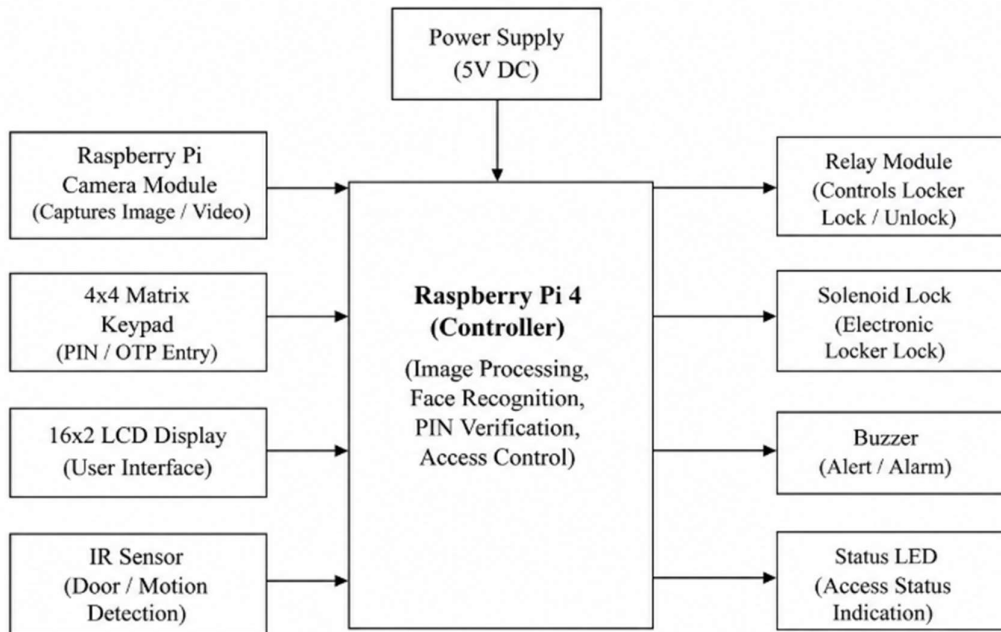 Power Supply
(5V DC)
Raspberry Pi
Camera Module
(Captures Image / Video)
4x4 Matrix
Keypad
(PIN / OTP Entry)
16x2 LCD Display
(User Interface)
IR Sensor
(Door / Motion
Detection)
Raspberry Pi 4
(Controller)
(Image Processing,
Face Recognition,
PIN Verification,
Access Control)
Relay Module
(Controls Locker
Lock / Unlock)
Solenoid Lock
(Electronic
Locker Lock)
Buzzer
(Alert / Alarm)
Status LED
(Access Status
Indication)